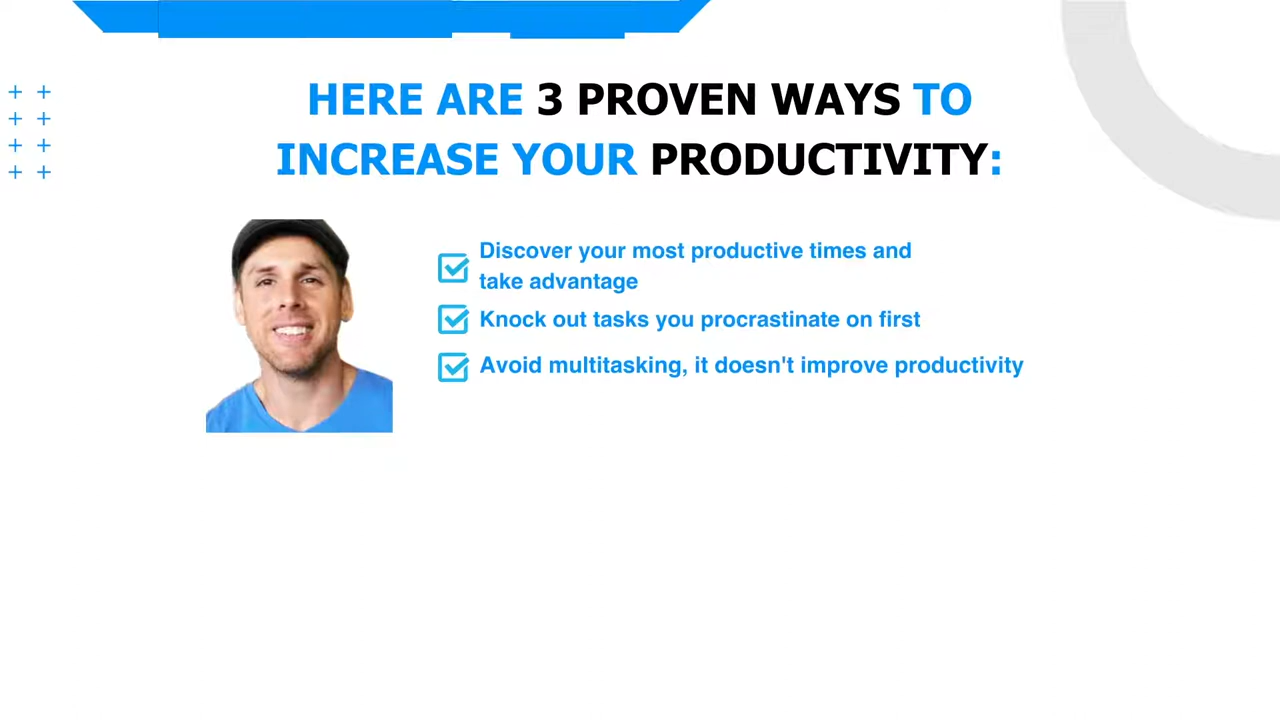 HERE ARE 3 PROVEN WAYS TO
INCREASE YOUR PRODUCTIVITY:
Discover your most productive times and
take advantage
Knock out tasks you procrastinate on first
Avoid multitasking, it doesn't improve productivity